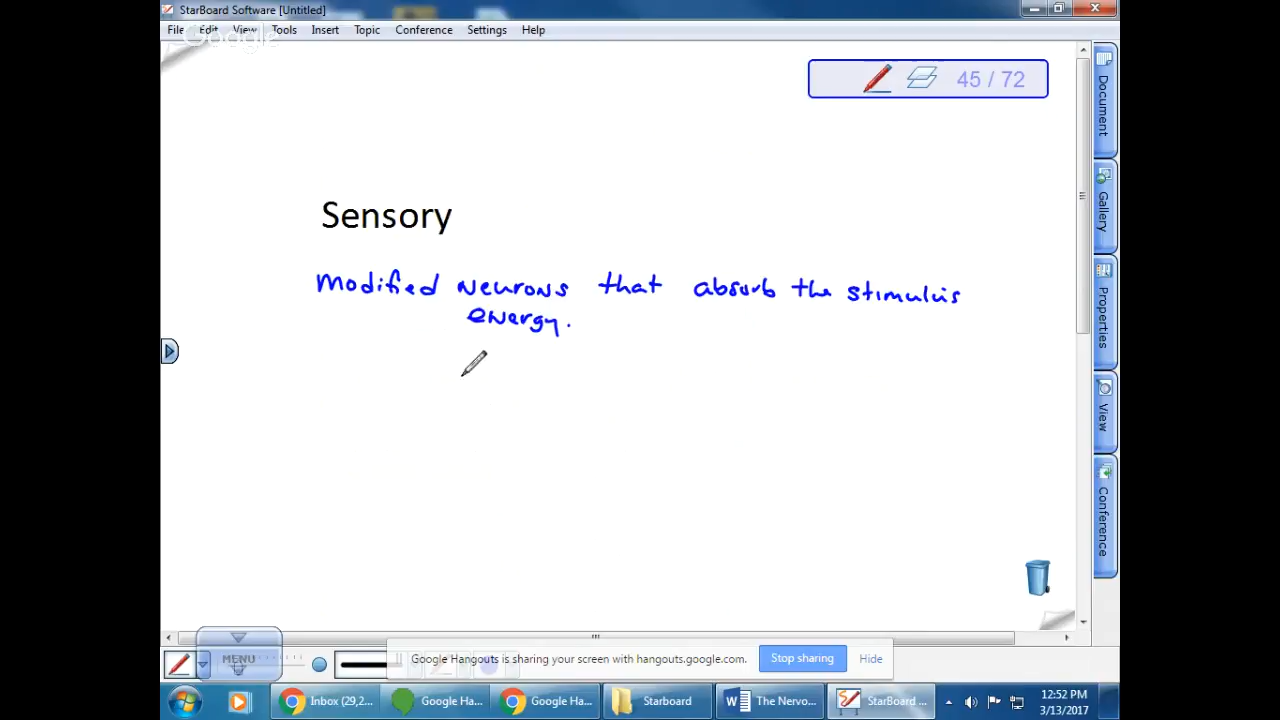 StarBoard Software [Untitled]
File Edit View Tools Insert Topic Conference Settings Help
Google
45 / 72
Sensory
Modified Neurons that absorb the stimulus
energy.
Document
Gallery
Properties
View
Conference
MENU
Google Hangouts is sharing your screen with hangouts.google.com. Stop sharing Hide
Inbox (29,2... Google Ha... Google Ha... Starboard The Nervo... StarBoard ...
12:52 PM
3/13/2017